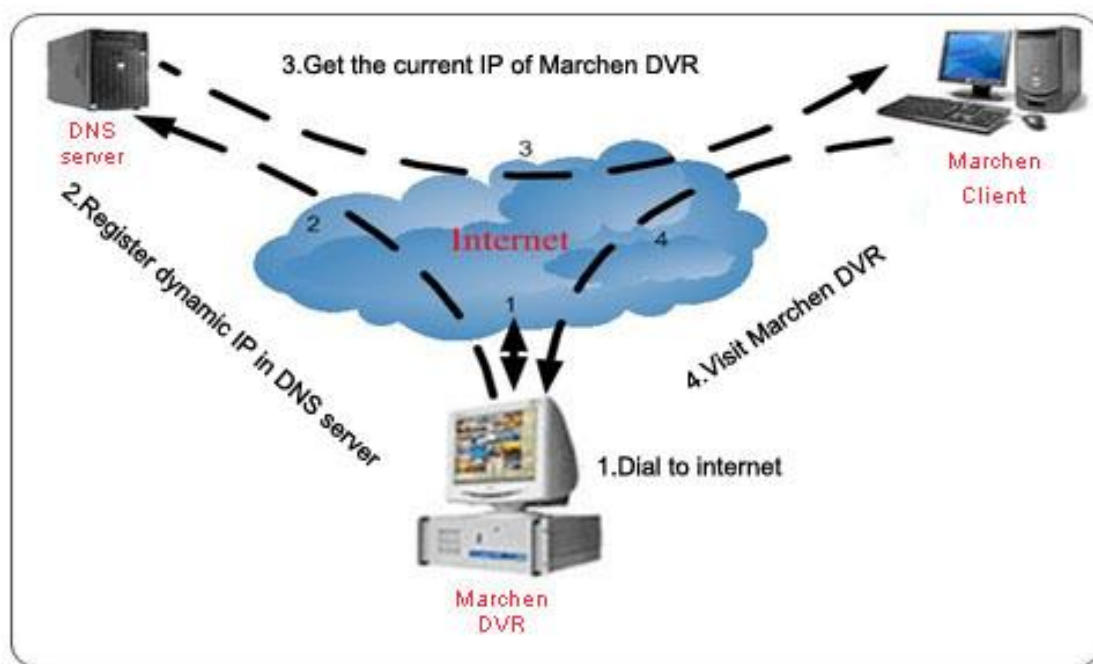 3.Get the current IP of Marchen DVR
DNS
server
Marchen
Client
3
2
Internet
4
1
2.Register dynamic IP in DNS server
4.Visit Marchen DVR
1.Dial to internet
Marchen
DVR